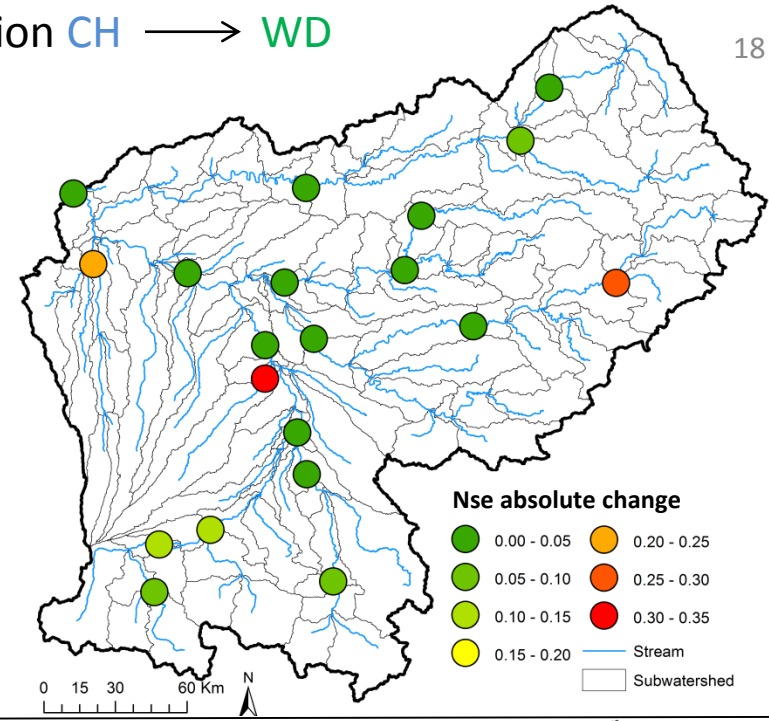 ion CH → WD
18
Nse absolute change
0.00 - 0.05
0.20 - 0.25
0.05 - 0.10
0.25 - 0.30
0.10 - 0.15
0.30 - 0.35
0.15 - 0.20
Stream
Subwatershed
0 15 30 60 Km
N